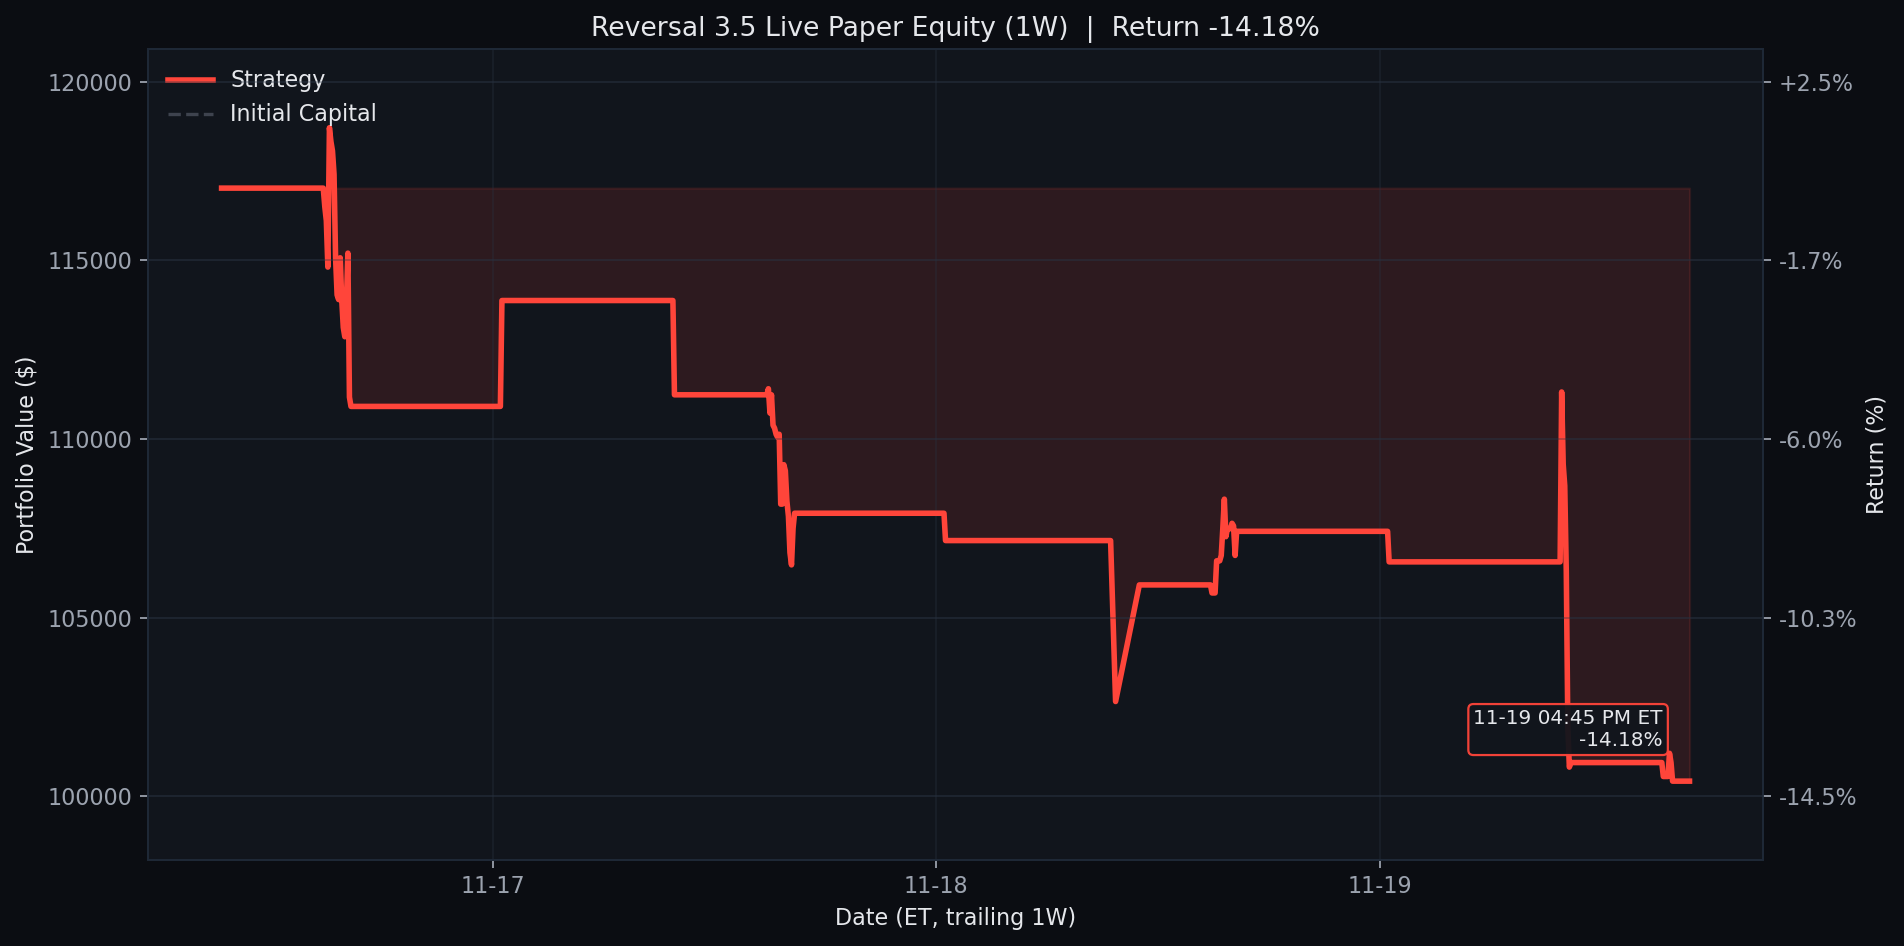 Reversal 3.5 Live Paper Equity (1W)  |  Return -14.18%
Strategy
Initial Capital
120000
115000
110000
105000
100000
Portfolio Value ($)
+2.5%
-1.7%
-6.0%
-10.3%
-14.5%
Return (%)
11-19 04:45 PM ET
-14.18%
11-17
11-18
11-19
Date (ET, trailing 1W)